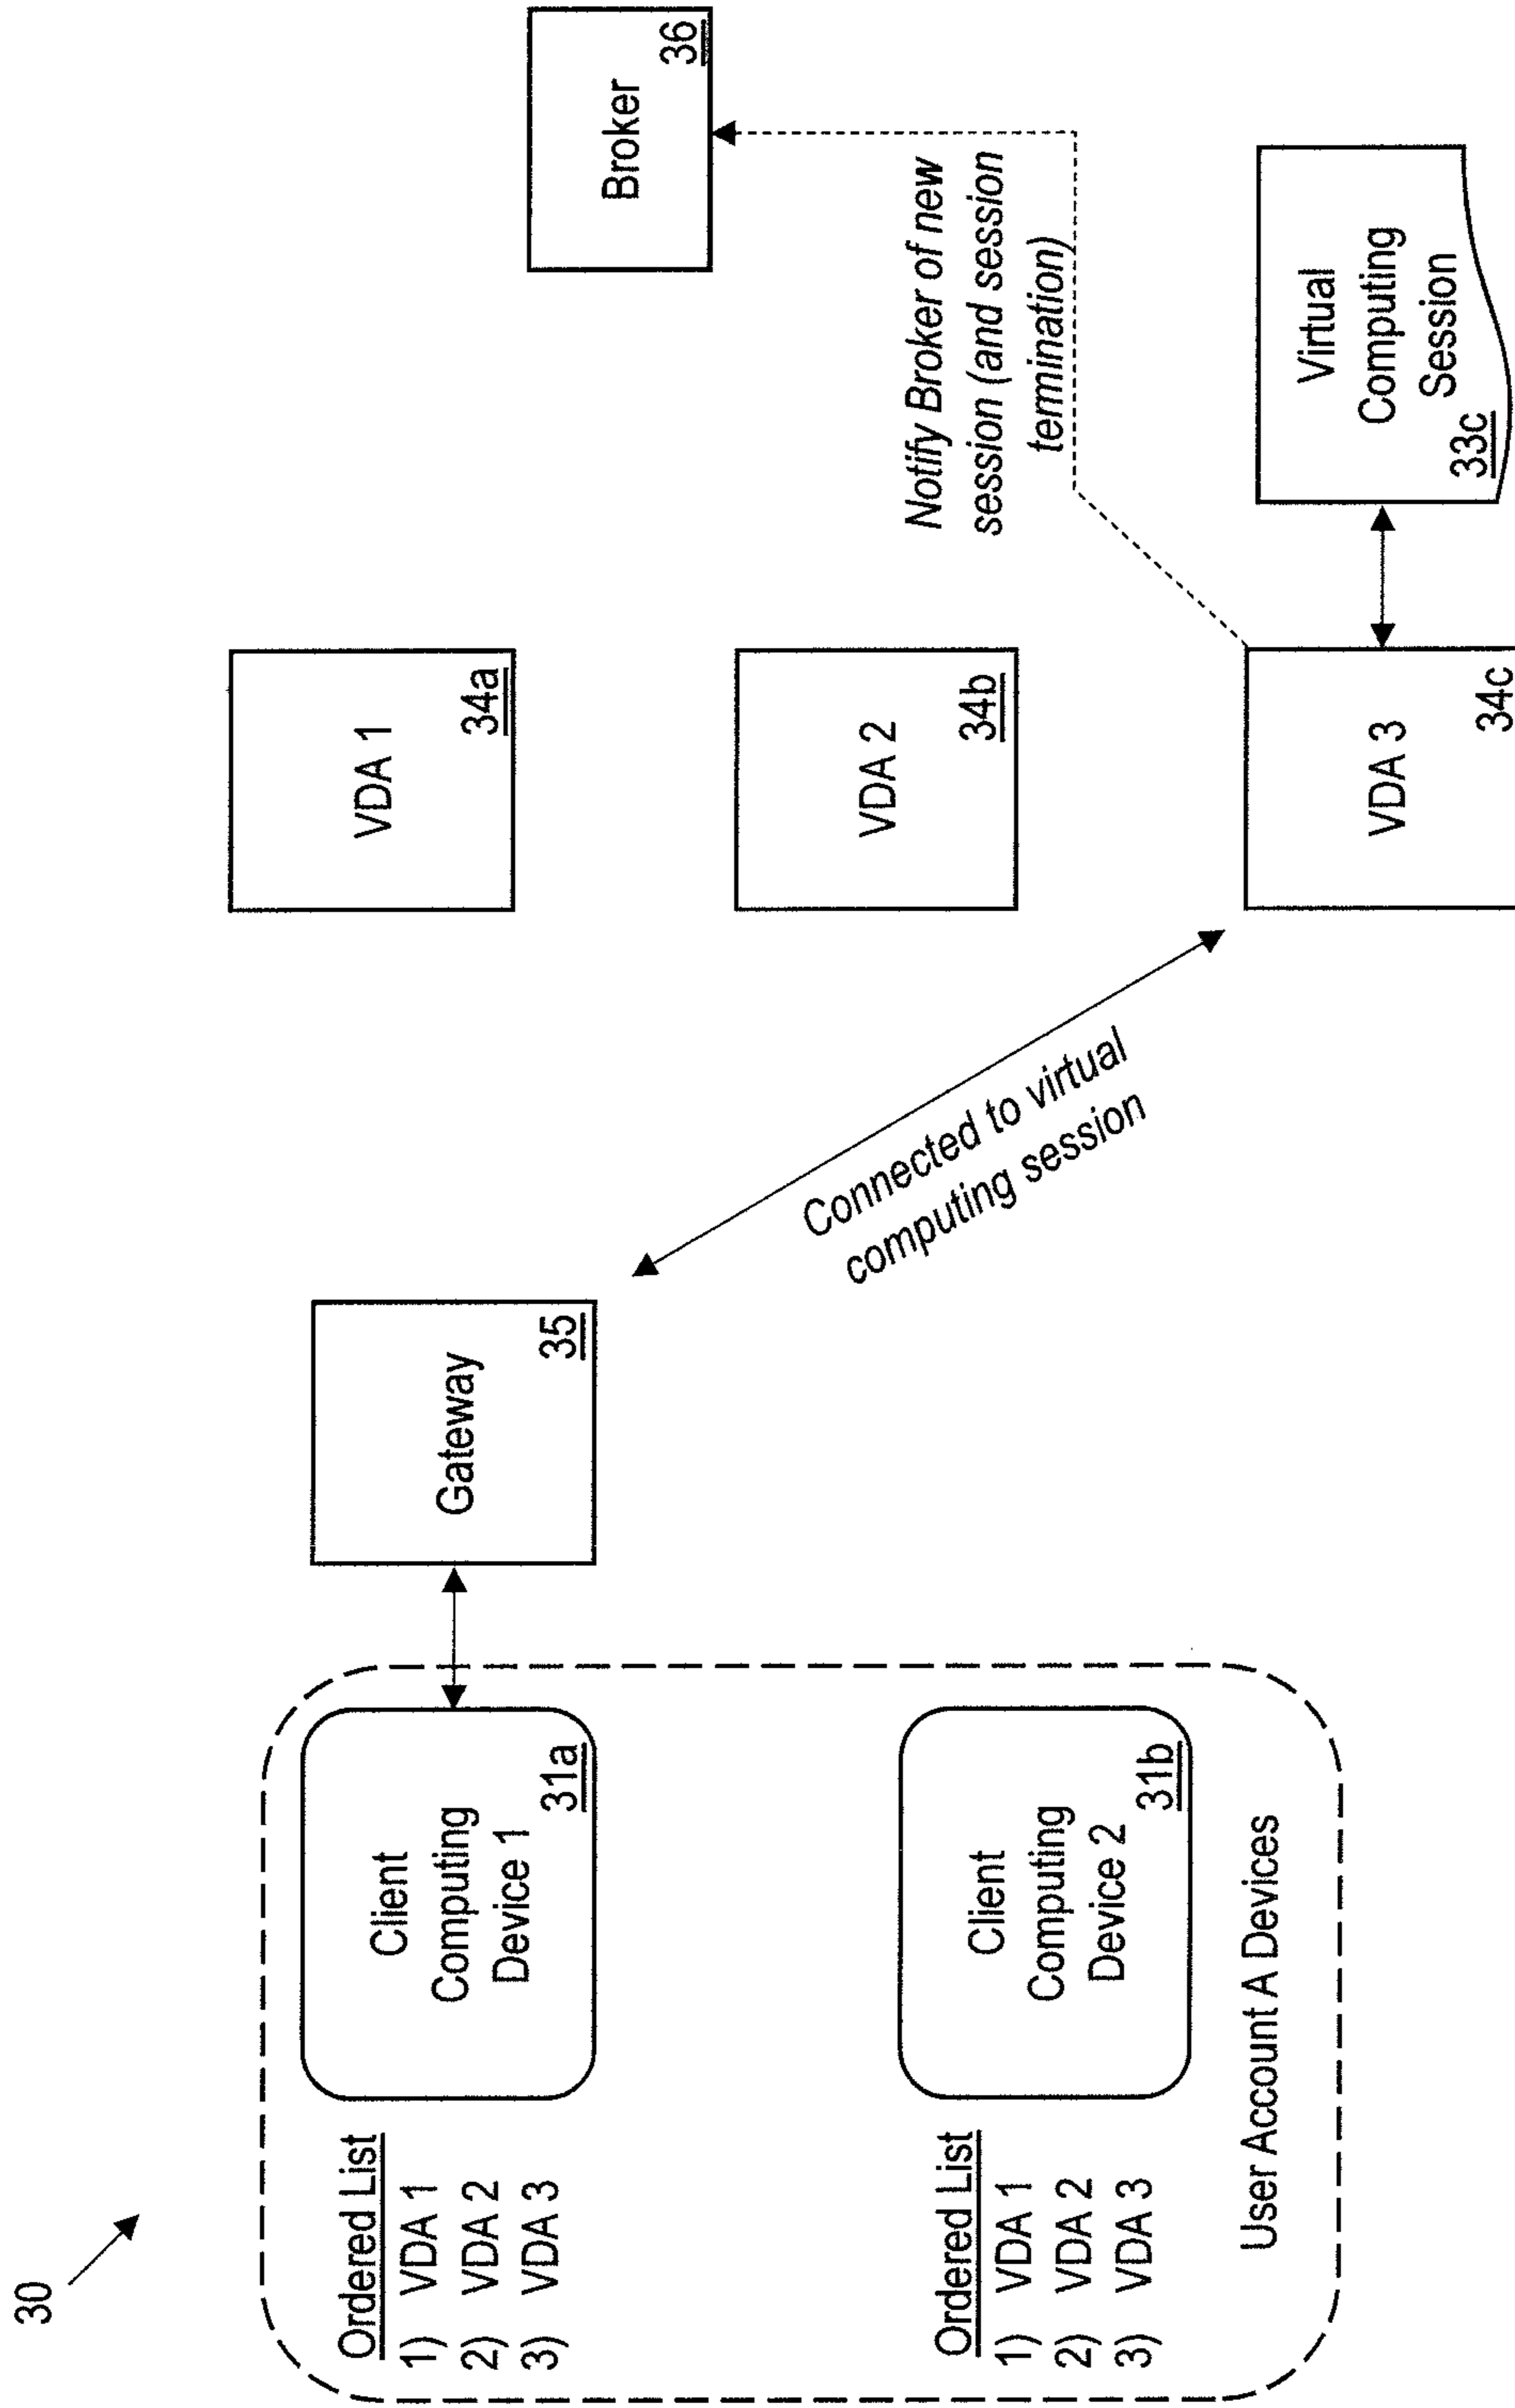 30
Ordered List
1) VDA 1
2) VDA 2
3) VDA 3
Client
Computing
Device 1
31a
Ordered List
1) VDA 1
2) VDA 2
3) VDA 3
Client
Computing
Device 2
31b
User Account A Devices
Gateway
35
Connected to virtual
computing session
VDA 1
34a
VDA 2
34b
VDA 3
34c
Notify Broker of new
session (and session
termination)
Broker
36
Virtual
Computing
Session
33c